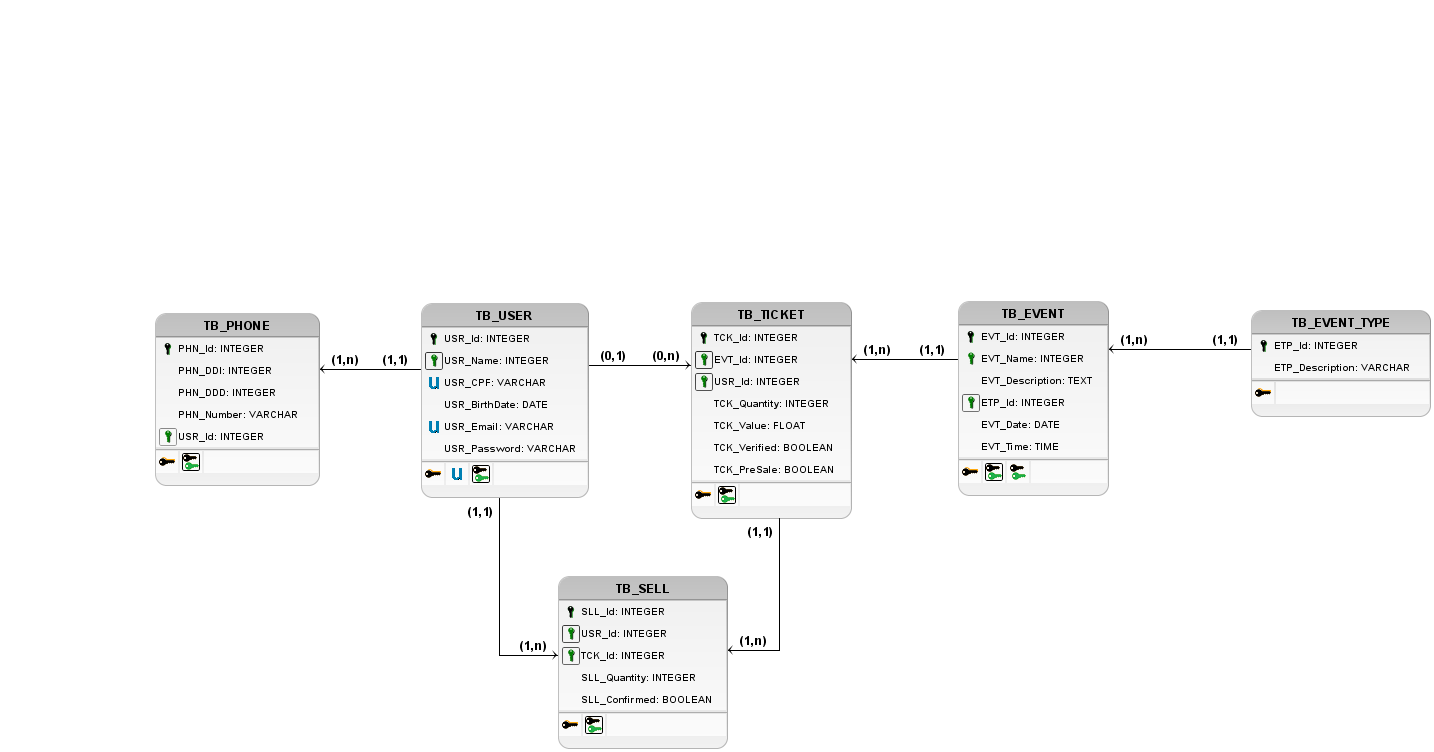 TB_PHONE
PHN_Id: INTEGER
PHN_DDI: INTEGER
PHN_DDD: INTEGER
PHN_Number: VARCHAR
USR_Id: INTEGER
(1,n)
(1,1)
TB_USER
USR_Id: INTEGER
USR_Name: INTEGER
U USR_CPF: VARCHAR
USR_BirthDate: DATE
U USR_Email: VARCHAR
USR_Password: VARCHAR
U
(0,1)
(0,n)
TB_TICKET
TCK_Id: INTEGER
EVT_Id: INTEGER
USR_Id: INTEGER
TCK_Quantity: INTEGER
TCK_Value: FLOAT
TCK_Verified: BOOLEAN
TCK_PreSale: BOOLEAN
(1,n)
(1,1)
TB_EVENT
EVT_Id: INTEGER
EVT_Name: INTEGER
EVT_Description: TEXT
ETP_Id: INTEGER
EVT_Date: DATE
EVT_Time: TIME
(1,n)
(1,1)
TB_EVENT_TYPE
ETP_Id: INTEGER
ETP_Description: VARCHAR
(1,1)
(1,n)
(1,1)
(1,n)
TB_SELL
SLL_Id: INTEGER
USR_Id: INTEGER
TCK_Id: INTEGER
SLL_Quantity: INTEGER
SLL_Confirmed: BOOLEAN